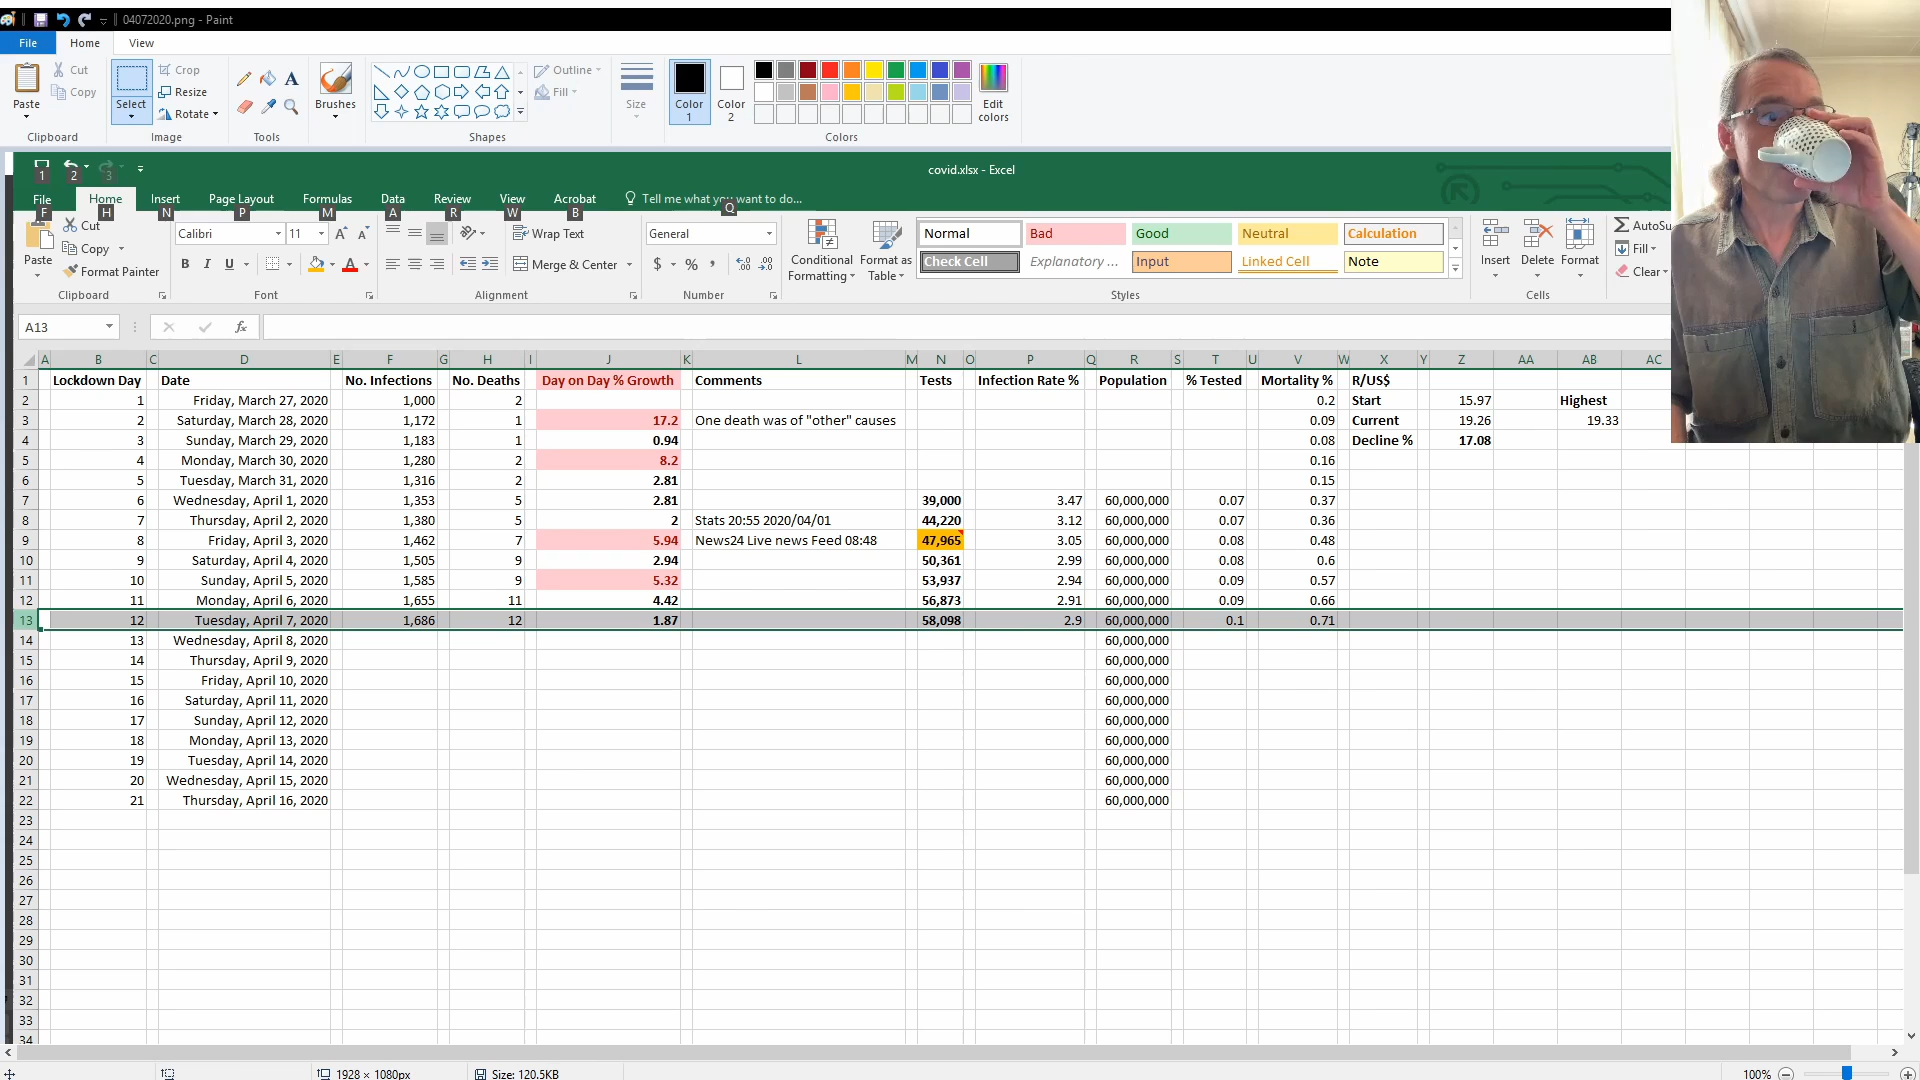 04072020.png - Paint
File Home View
Paste Cut Copy
Select Crop Resize Rotate
Brushes
Outline Fill
Size
Color 1 Color 2
Edit colors
Clipboard Image Tools Shapes Colors
1 2 3
covid.xlsx - Excel
File Home Insert Page Layout Formulas Data Review View Acrobat Tell me what you want to do...
F H N P M A R W B Q
Paste Cut Copy Format Painter
Calibri 11
B I U
Wrap Text
Merge & Center
General
$ %
Conditional Formatting
Format as Table
Normal Bad Good Neutral Calculation
Check Cell Explanatory ... Input Linked Cell Note
Insert Delete Format
AutoSu
Fill
Clear
Clipboard Font Alignment Number Styles Cells
A13 fx
A B C D E F G H I J K L M N O P Q R S T U V W X Y Z AA AB AC
1 Lockdown Day Date No. Infections No. Deaths Day on Day % Growth Comments Tests Infection Rate % Population % Tested Mortality % R/US$
2 1 Friday, March 27, 2020 1,000 2 0.2 Start 15.97 Highest
3 2 Saturday, March 28, 2020 1,172 1 17.2 One death was of "other" causes 0.09 Current 19.26 19.33
4 3 Sunday, March 29, 2020 1,183 1 0.94 0.08 Decline % 17.08
5 4 Monday, March 30, 2020 1,280 2 8.2 0.16
6 5 Tuesday, March 31, 2020 1,316 2 2.81 0.15
7 6 Wednesday, April 1, 2020 1,353 5 2.81 39,000 3.47 60,000,000 0.07 0.37
8 7 Thursday, April 2, 2020 1,380 5 2 Stats 20:55 2020/04/01 44,220 3.12 60,000,000 0.07 0.36
9 8 Friday, April 3, 2020 1,462 7 5.94 News24 Live news Feed 08:48 47,965 3.05 60,000,000 0.08 0.48
10 9 Saturday, April 4, 2020 1,505 9 2.94 50,361 2.99 60,000,000 0.08 0.6
11 10 Sunday, April 5, 2020 1,585 9 5.32 53,937 2.94 60,000,000 0.09 0.57
12 11 Monday, April 6, 2020 1,655 11 4.42 56,873 2.91 60,000,000 0.09 0.66
13 12 Tuesday, April 7, 2020 1,686 12 1.87 58,098 2.9 60,000,000 0.1 0.71
14 13 Wednesday, April 8, 2020 60,000,000
15 14 Thursday, April 9, 2020 60,000,000
16 15 Friday, April 10, 2020 60,000,000
17 16 Saturday, April 11, 2020 60,000,000
18 17 Sunday, April 12, 2020 60,000,000
19 18 Monday, April 13, 2020 60,000,000
20 19 Tuesday, April 14, 2020 60,000,000
21 20 Wednesday, April 15, 2020 60,000,000
22 21 Thursday, April 16, 2020 60,000,000
23
24
25
26
27
28
29
30
31
32
33
34
1928 × 1080px Size: 120.5KB 100%